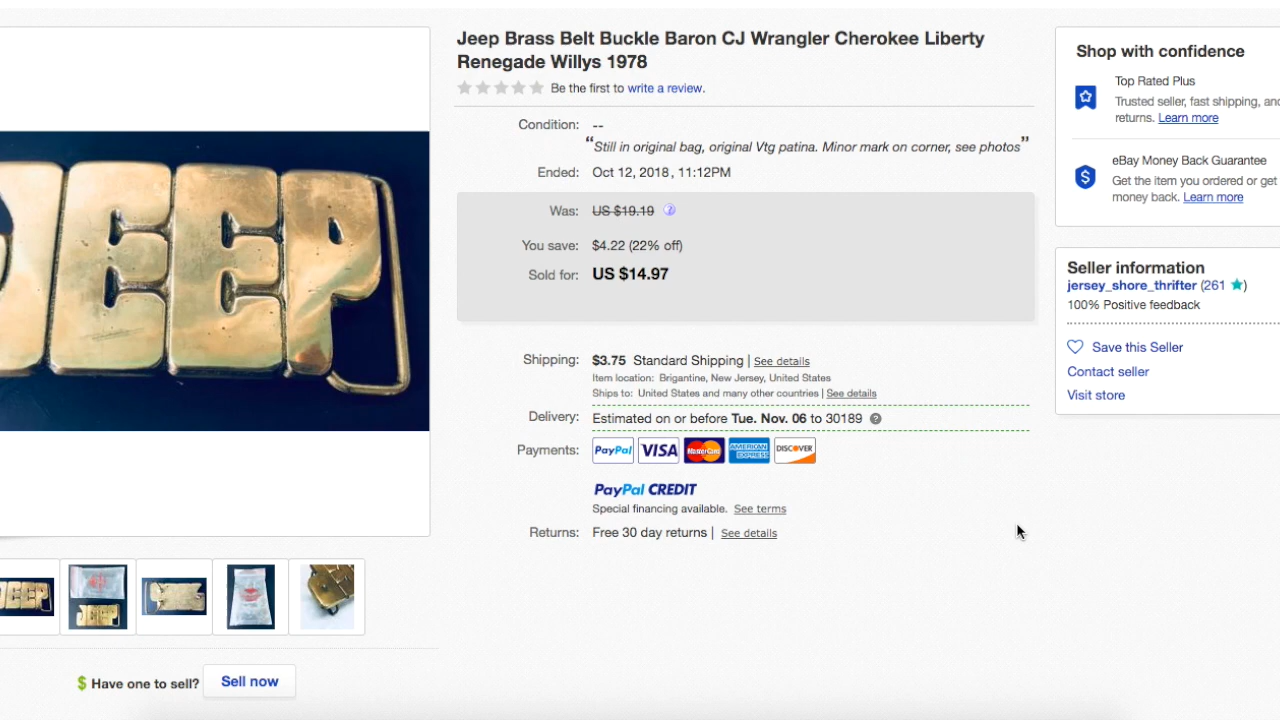 Jeep Brass Belt Buckle Baron CJ Wrangler Cherokee Liberty
Renegade Willys 1978
Be the first to write a review.
Condition: --
“Still in original bag, original Vtg patina. Minor mark on corner, see photos”
Ended: Oct 12, 2018 , 11:12PM
Was: US $19.19
You save: $4.22 (22% off)
Sold for: US $14.97
Shipping: $3.75 Standard Shipping | See details
Item location: Brigantine, New Jersey, United States
Ships to: United States and many other countries | See details
Delivery: Estimated on or before Tue. Nov. 06 to 30189
Payments: PayPal VISA MasterCard AMERICAN EXPRESS DISCOVER
PayPal CREDIT
Special financing available. See terms
Returns: Free 30 day returns | See details
JEEP
$ Have one to sell? Sell now
Shop with confidence
Top Rated Plus
Trusted seller, fast shipping, and
returns. Learn more
eBay Money Back Guarantee
Get the item you ordered or get
money back. Learn more
Seller information
jersey_shore_thrifter (261)
100% Positive feedback
Save this Seller
Contact seller
Visit store